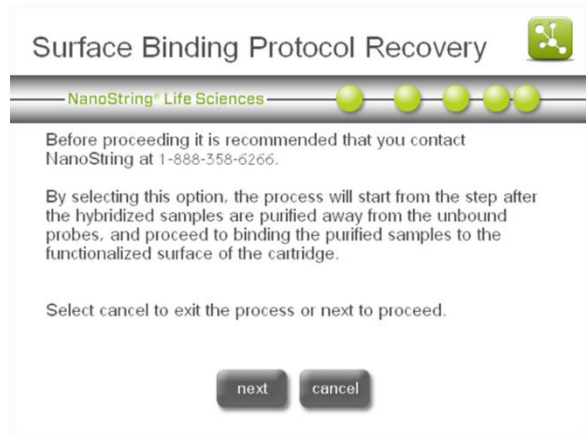 Surface Binding Protocol Recovery
NanoString® Life Sciences
Before proceeding it is recommended that you contact
NanoString at 1-888-358-6266.
By selecting this option, the process will start from the step after
the hybridized samples are purified away from the unbound
probes, and proceed to binding the purified samples to the
functionalized surface of the cartridge.
Select cancel to exit the process or next to proceed.
next
cancel